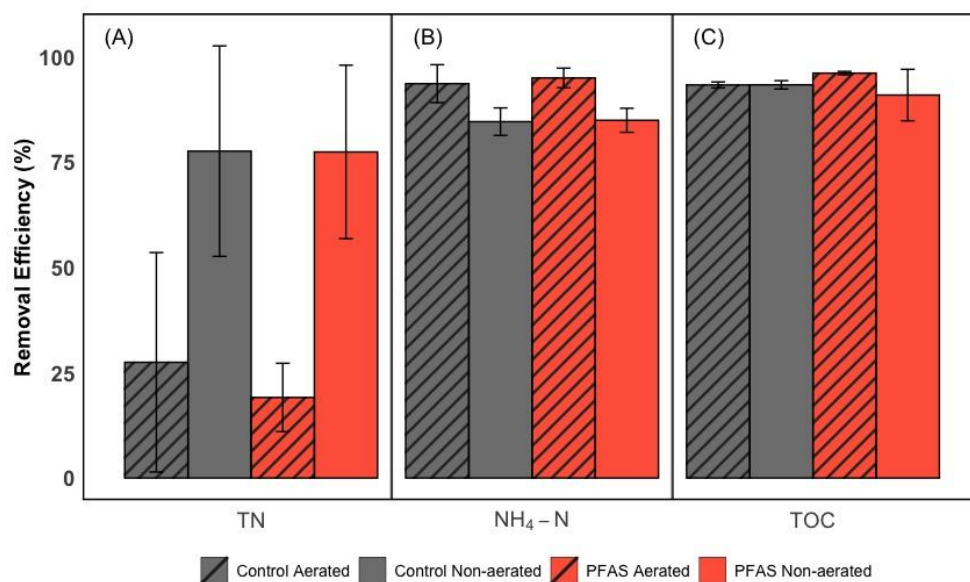 (A) (B) (C)
Removal Efficiency (%)
100
75
50
25
0
TN NH₄ – N TOC
Control Aerated Control Non-aerated PFAS Aerated PFAS Non-aerated